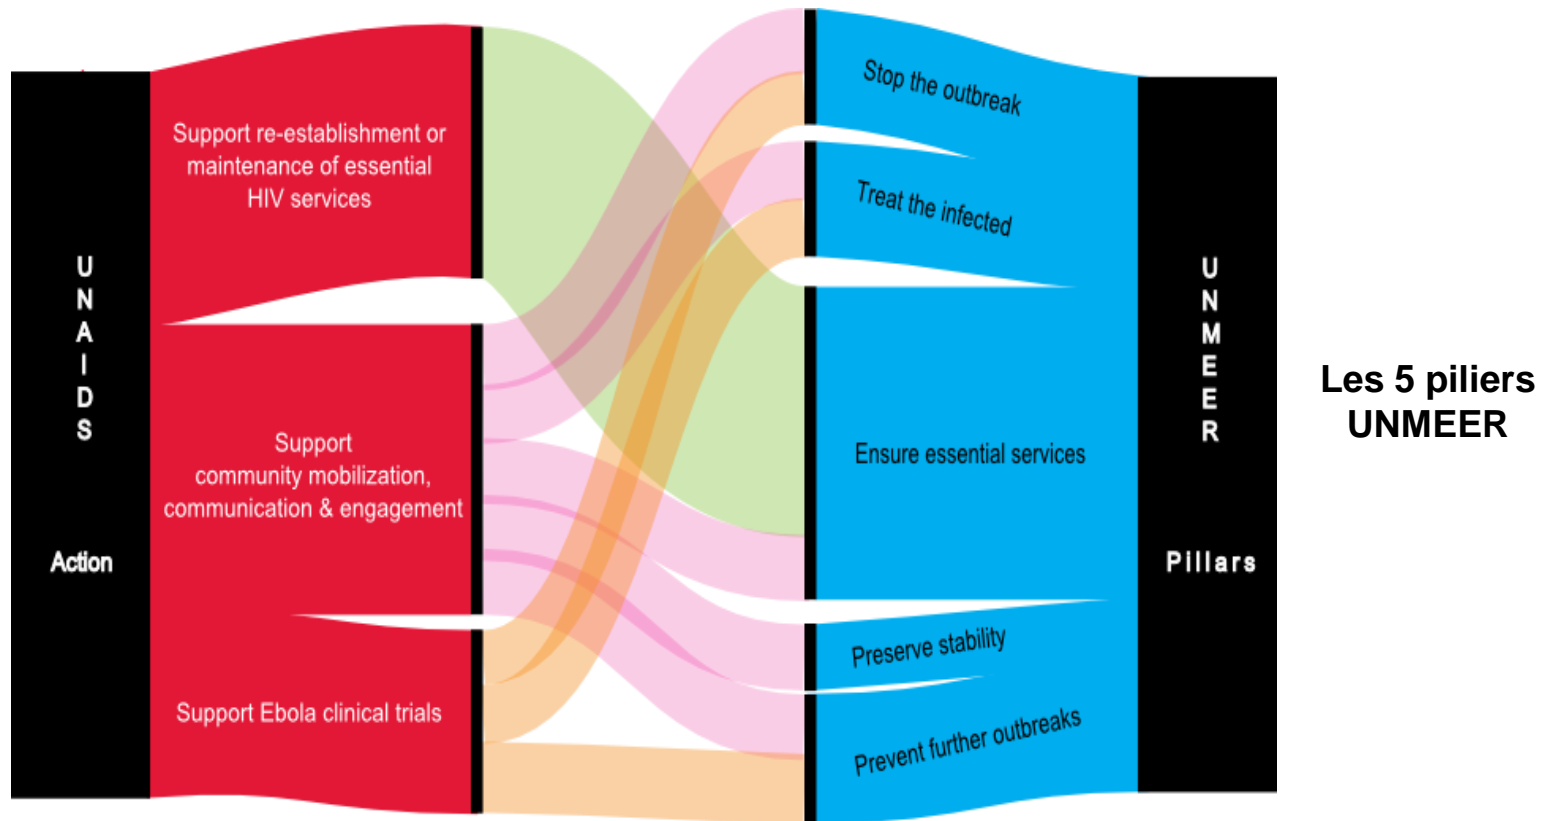 UNAIDS
Action
Support re-establishment or
maintenance of essential
HIV services
Support
community mobilization,
communication & engagement
Support Ebola clinical trials
Stop the outbreak
Treat the infected
Ensure essential services
Preserve stability
Prevent further outbreaks
UNMEER
Pillars
Les 5 piliers
UNMEER